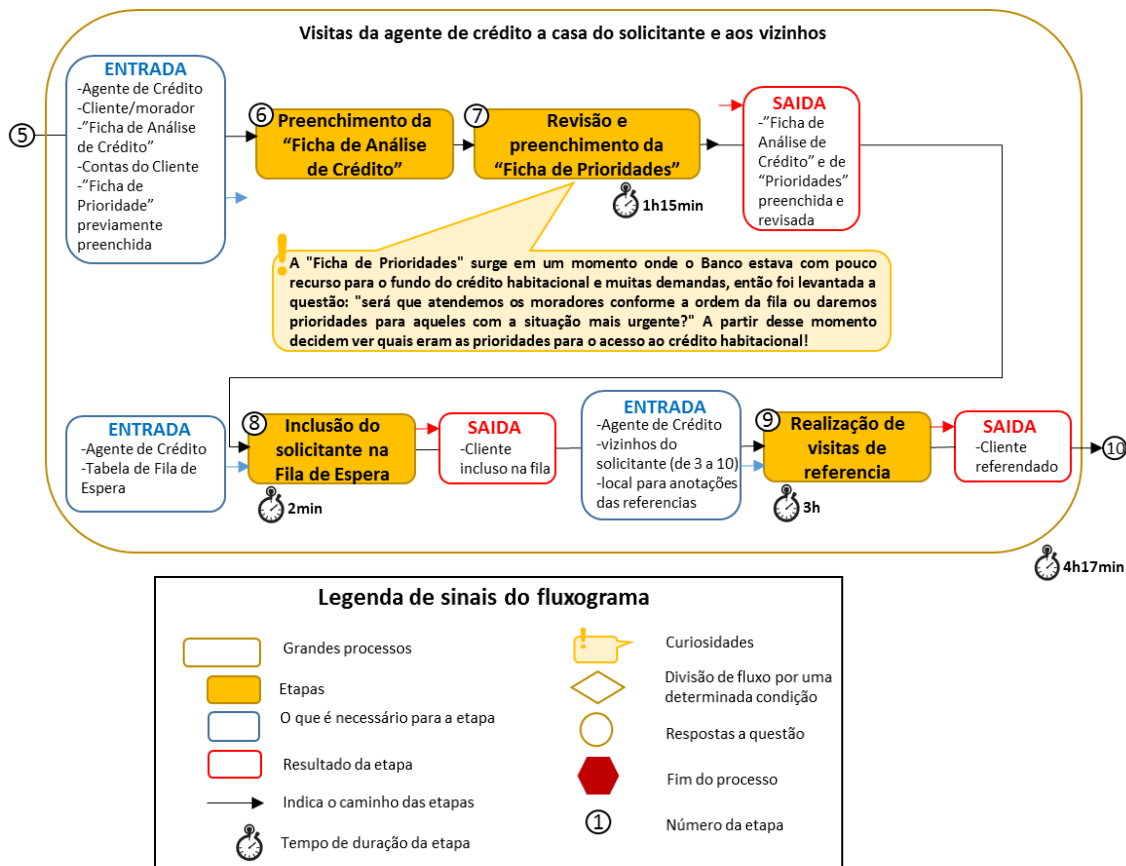 Visitas da agente de crédito a casa do solicitante e aos vizinhos
5
ENTRADA
-Agente de Crédito
-Cliente/morador
-"Ficha de Análise
de Crédito"
-Contas do Cliente
-"Ficha de
Prioridade"
previamente
preenchida
6
Preenchimento da
"Ficha de Análise
de Crédito"
7
Revisão e
preenchimento da
"Ficha de Prioridades"
1h15min
SAIDA
-"Ficha de
Análise de
Crédito" e de
"Prioridades"
preenchida e
revisada
! A "Ficha de Prioridades" surge em um momento onde o Banco estava com pouco
recurso para o fundo do crédito habitacional e muitas demandas, então foi levantada a
questão: "será que atendemos os moradores conforme a ordem da fila ou daremos
prioridades para aqueles com a situação mais urgente?" A partir desse momento
decidem ver quais eram as prioridades para o acesso ao crédito habitacional!
ENTRADA
-Agente de Crédito
-Tabela de Fila de
Espera
8
Inclusão do
solicitante na
Fila de Espera
2min
SAIDA
-Cliente
incluso na fila
ENTRADA
-Agente de Crédito
-vizinhos do
solicitante (de 3 a 10)
-local para anotações
das referencias
9
Realização de
visitas de
referencia
3h
SAIDA
-Cliente
referendado
10
4h17min
Legenda de sinais do fluxograma
Grandes processos
Etapas
O que é necessário para a etapa
Resultado da etapa
Indica o caminho das etapas
Tempo de duração da etapa
!
Curiosidades
Divisão de fluxo por uma
determinada condição
Respostas a questão
Fim do processo
1
Número da etapa